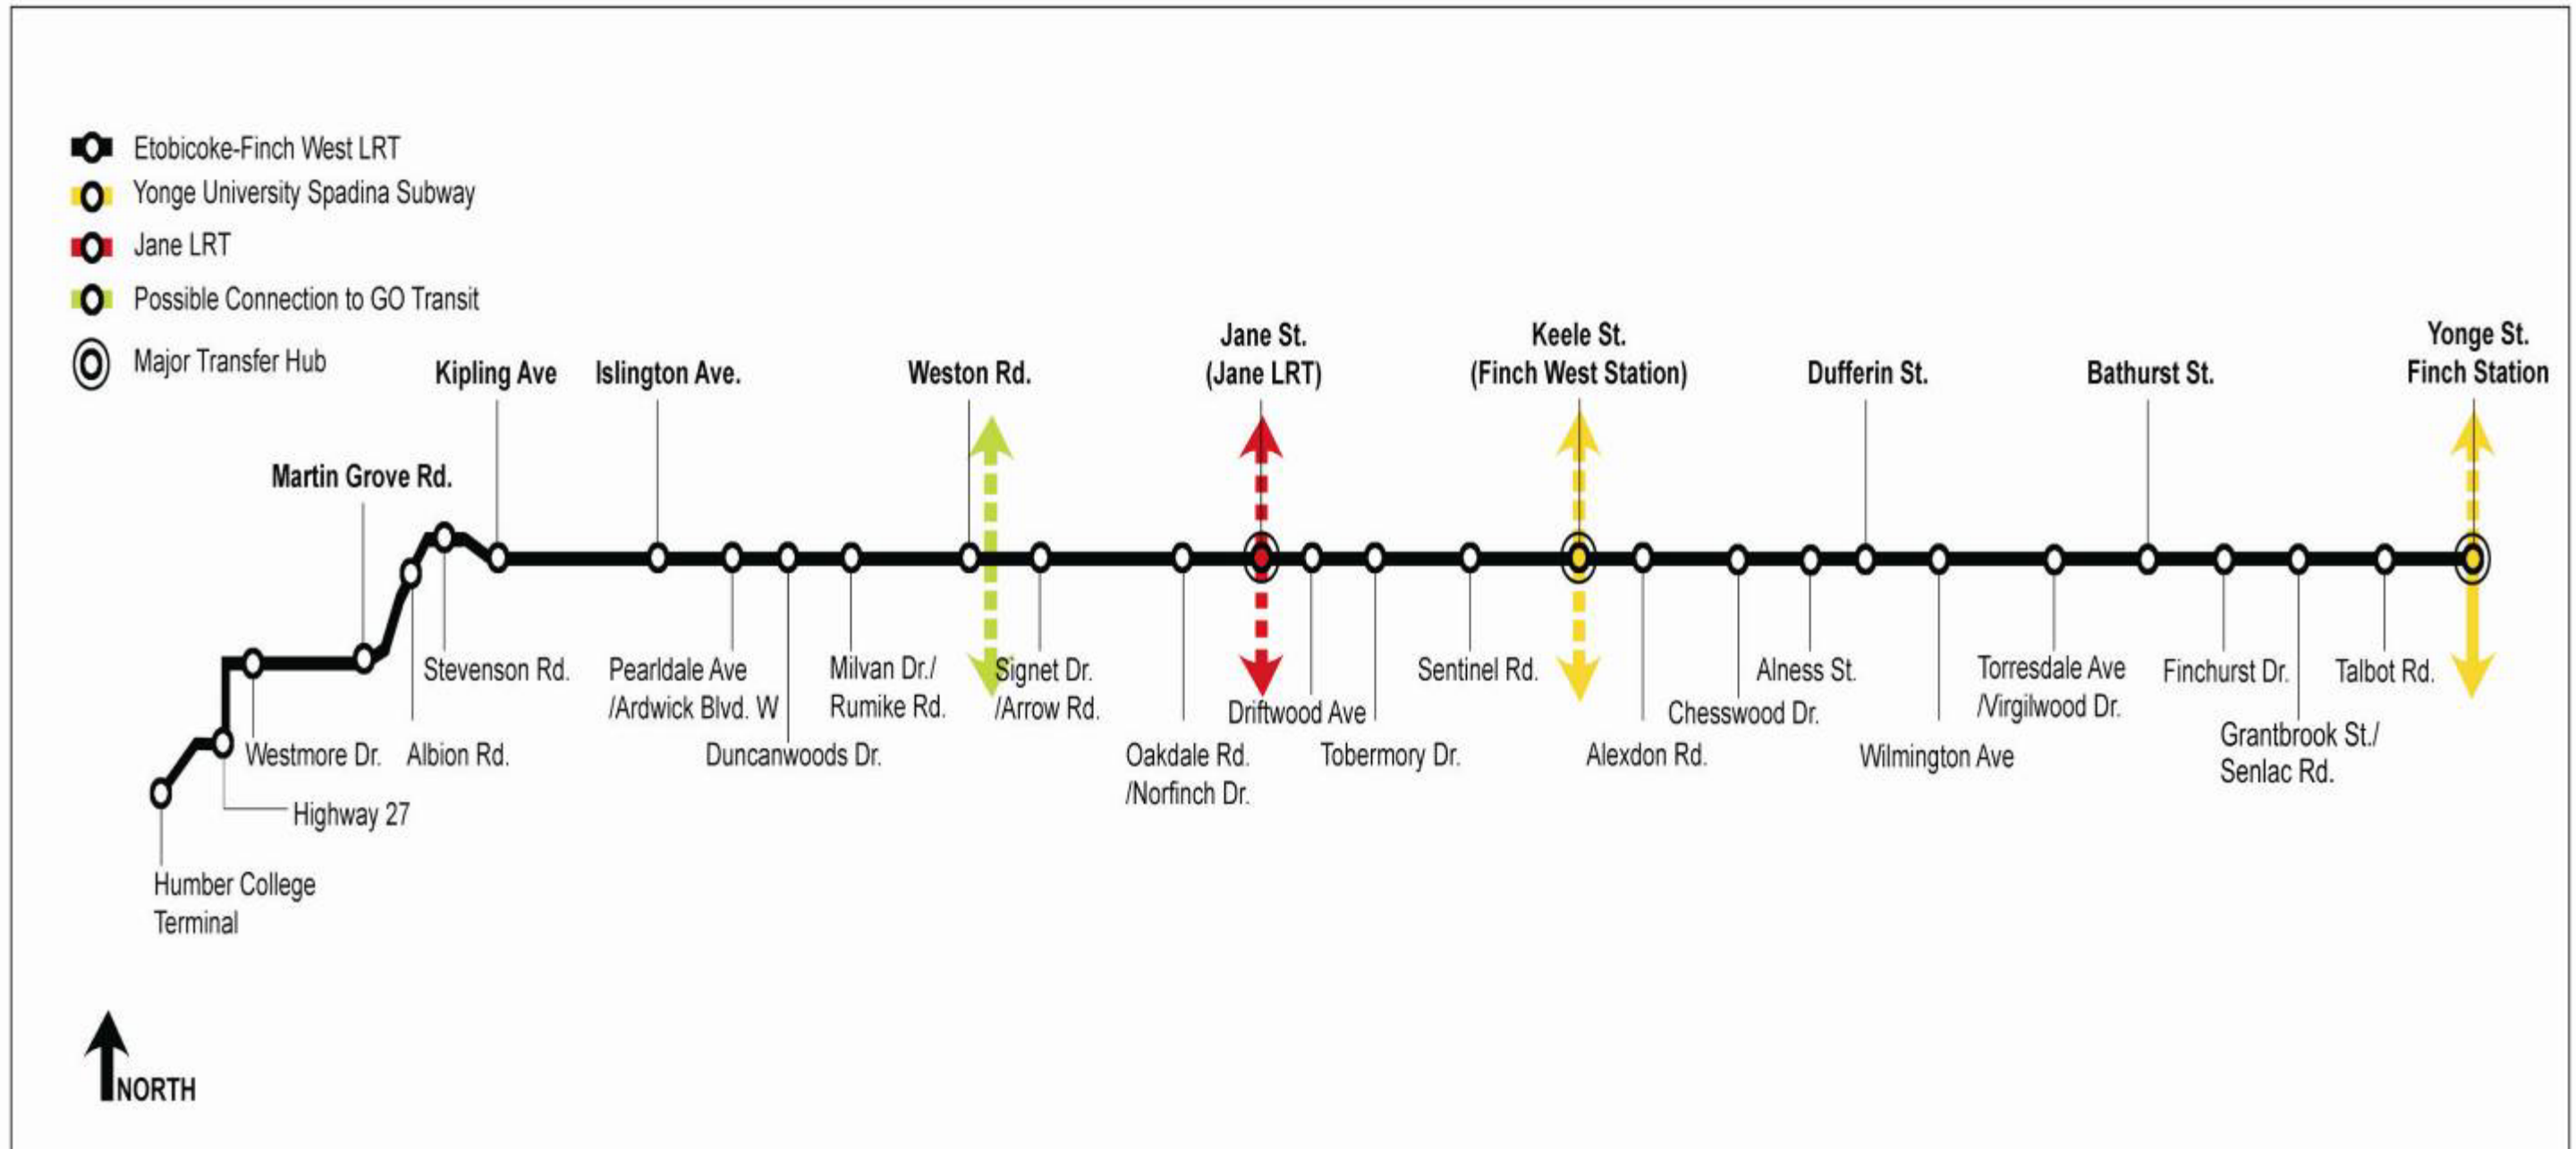 Etobicoke-Finch West LRT
Yonge University Spadina Subway
Jane LRT
Possible Connection to GO Transit
Major Transfer Hub
Kipling Ave
Islington Ave.
Weston Rd.
Jane St.
(Jane LRT)
Keele St.
(Finch West Station)
Dufferin St.
Bathurst St.
Yonge St.
Finch Station
Martin Grove Rd.
Stevenson Rd.
Pearldale Ave
/Ardwick Blvd. W
Milvan Dr./
Rumike Rd.
Signet Dr.
/Arrow Rd.
Driftwood Ave
Sentinel Rd.
Chesswood Dr.
Alness St.
Torresdale Ave
/Virgilwood Dr.
Finchurst Dr.
Talbot Rd.
Westmore Dr.
Albion Rd.
Duncanwoods Dr.
Oakdale Rd.
/Norfinch Dr.
Tobermory Dr.
Alexdon Rd.
Wilmington Ave
Grantbrook St./
Senlac Rd.
Highway 27
Humber College
Terminal
NORTH